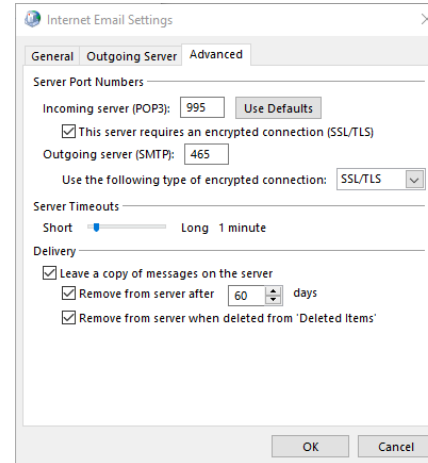 Internet Email Settings
General Outgoing Server Advanced
Server Port Numbers
Incoming server (POP3): 995 Use Defaults
This server requires an encrypted connection (SSL/TLS)
Outgoing server (SMTP): 465
Use the following type of encrypted connection: SSL/TLS
Server Timeouts
Short Long 1 minute
Delivery
Leave a copy of messages on the server
Remove from server after 60 days
Remove from server when deleted from 'Deleted Items'
OK Cancel